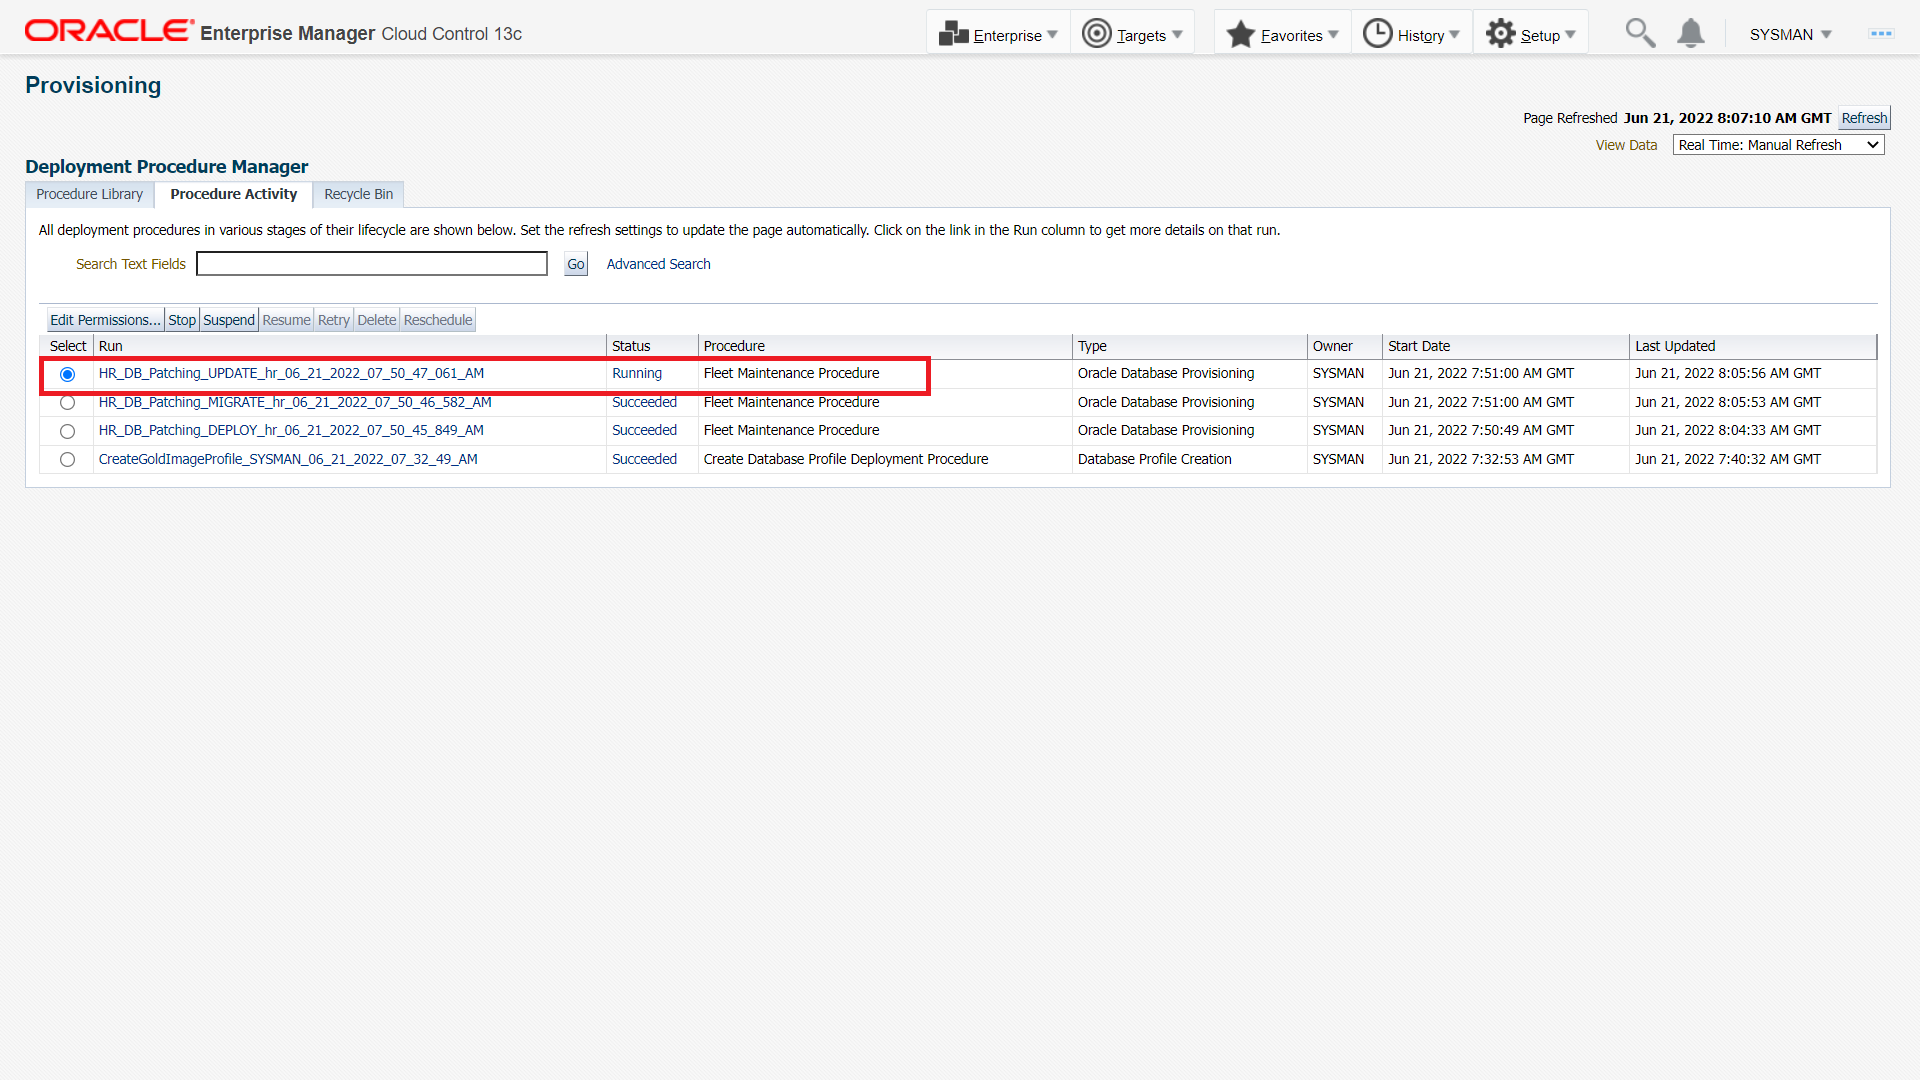 ORACLE Enterprise Manager Cloud Control 13c Enterprise Targets Favorites History Setup SYSMAN
Provisioning
Page Refreshed Jun 21, 2022 8:07:10 AM GMT Refresh
View Data Real Time: Manual Refresh
Deployment Procedure Manager
Procedure Library Procedure Activity Recycle Bin
All deployment procedures in various stages of their lifecycle are shown below. Set the refresh settings to update the page automatically. Click on the link in the Run column to get more details on that run.
Search Text Fields Go Advanced Search
Edit Permissions... Stop Suspend Resume Retry Delete Reschedule
Select Run Status Procedure Type Owner Start Date Last Updated
HR_DB_Patching_UPDATE_hr_06_21_2022_07_50_47_061_AM Running Fleet Maintenance Procedure Oracle Database Provisioning SYSMAN Jun 21, 2022 7:51:00 AM GMT Jun 21, 2022 8:05:56 AM GMT
HR_DB_Patching_MIGRATE_hr_06_21_2022_07_50_46_582_AM Succeeded Fleet Maintenance Procedure Oracle Database Provisioning SYSMAN Jun 21, 2022 7:51:00 AM GMT Jun 21, 2022 8:05:53 AM GMT
HR_DB_Patching_DEPLOY_hr_06_21_2022_07_50_45_849_AM Succeeded Fleet Maintenance Procedure Oracle Database Provisioning SYSMAN Jun 21, 2022 7:50:49 AM GMT Jun 21, 2022 8:04:33 AM GMT
CreateGoldImageProfile_SYSMAN_06_21_2022_07_32_49_AM Succeeded Create Database Profile Deployment Procedure Database Profile Creation SYSMAN Jun 21, 2022 7:32:53 AM GMT Jun 21, 2022 7:40:32 AM GMT